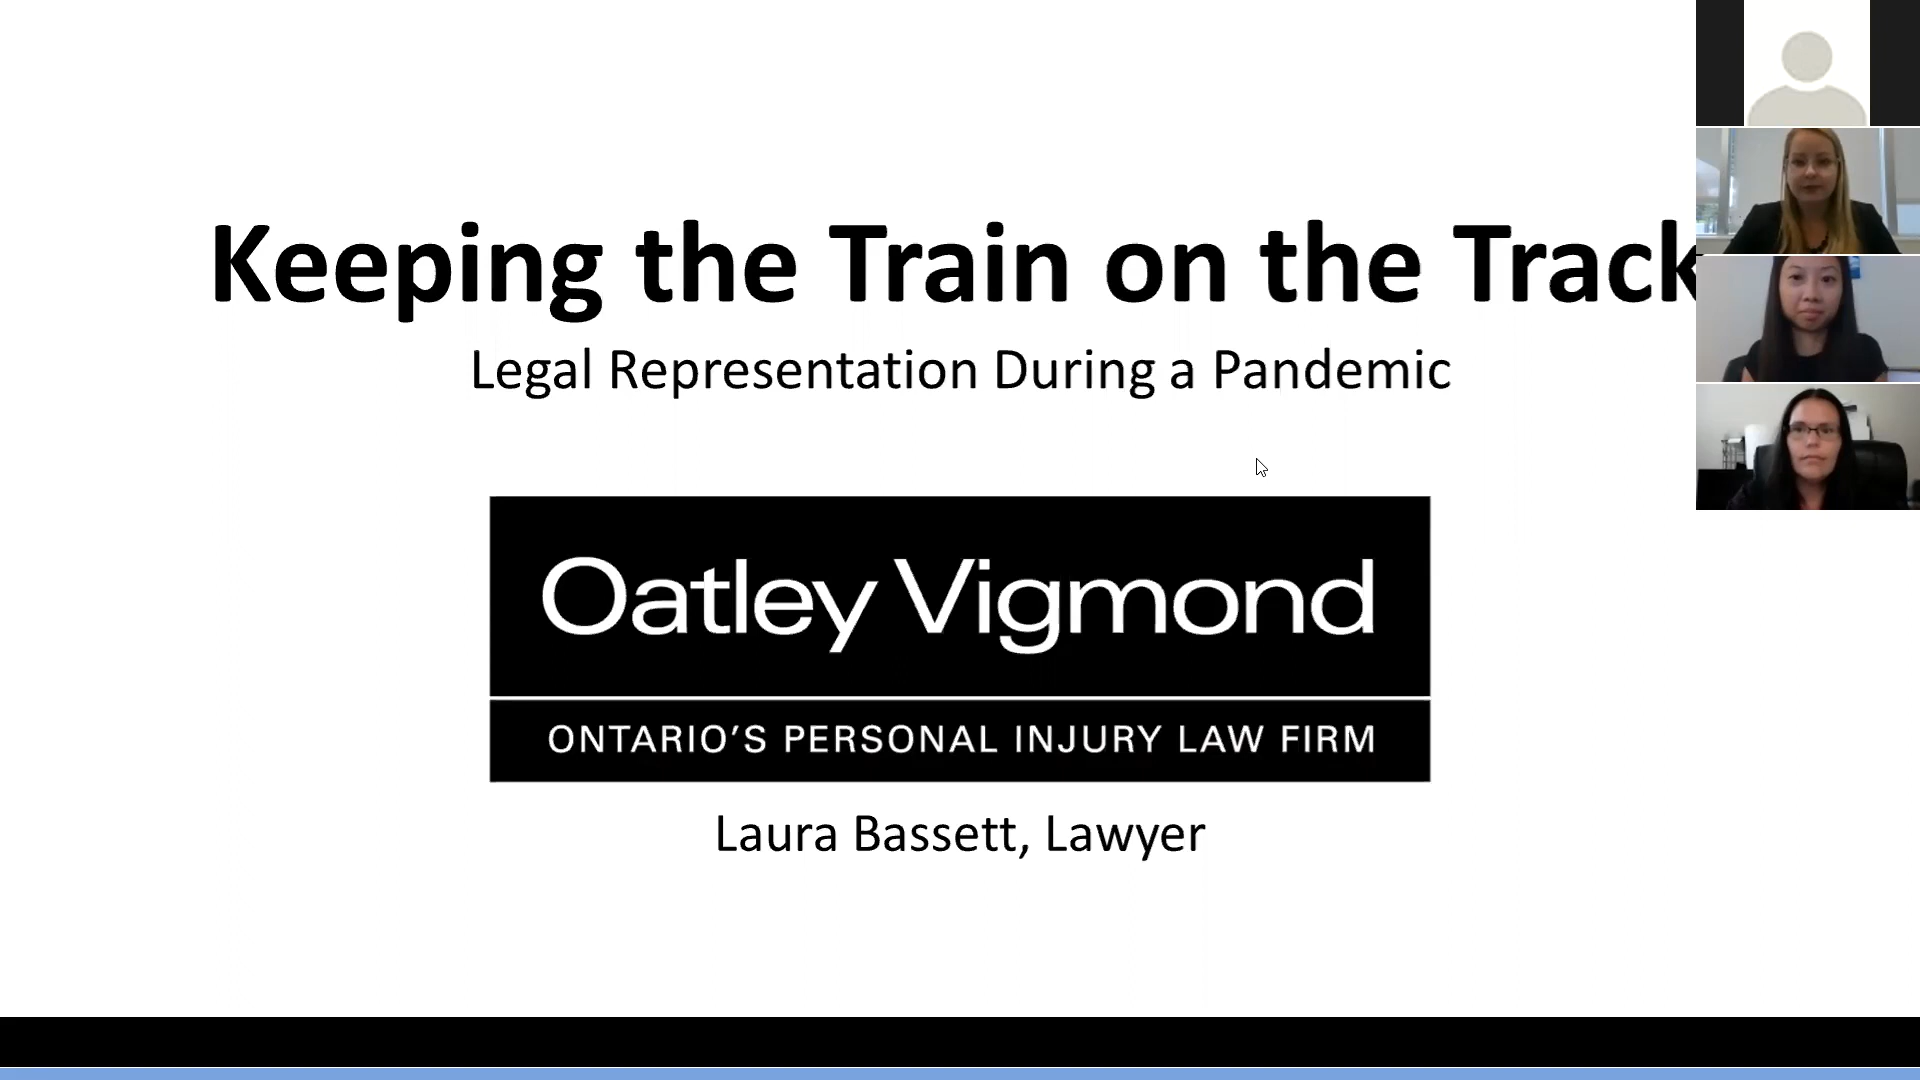 Keeping the Train on the Track
Legal Representation During a Pandemic
Oatley Vigmond
ONTARIO'S PERSONAL INJURY LAW FIRM
Laura Bassett, Lawyer